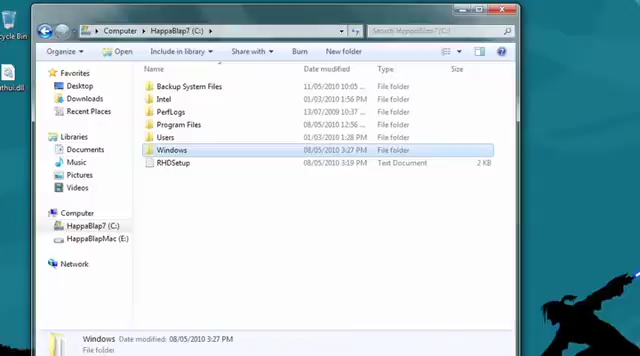 cycle Bin
uthui.dll
Computer HappaBlap7 (C:)
Search HappaBlap7 (C:)
Organize Open Include in library Share with Burn New folder
Name Date modified Type Size
Favorites
Desktop
Downloads
Recent Places
Libraries
Documents
Music
Pictures
Videos
Computer
HappaBlap7 (C:)
HappaBlapMac (E:)
Network
Backup System Files 11/05/2010 10:05 ... File folder
Intel 01/03/2010 1:56 PM File folder
PerfLogs 13/07/2009 10:37 ... File folder
Program Files 08/05/2010 12:56 ... File folder
Users 01/03/2010 1:28 PM File folder
Windows 08/05/2010 3:27 PM File folder
RHDSetup 08/05/2010 3:19 PM Text Document 2 KB
Windows Date modified: 08/05/2010 3:27 PM
File folder